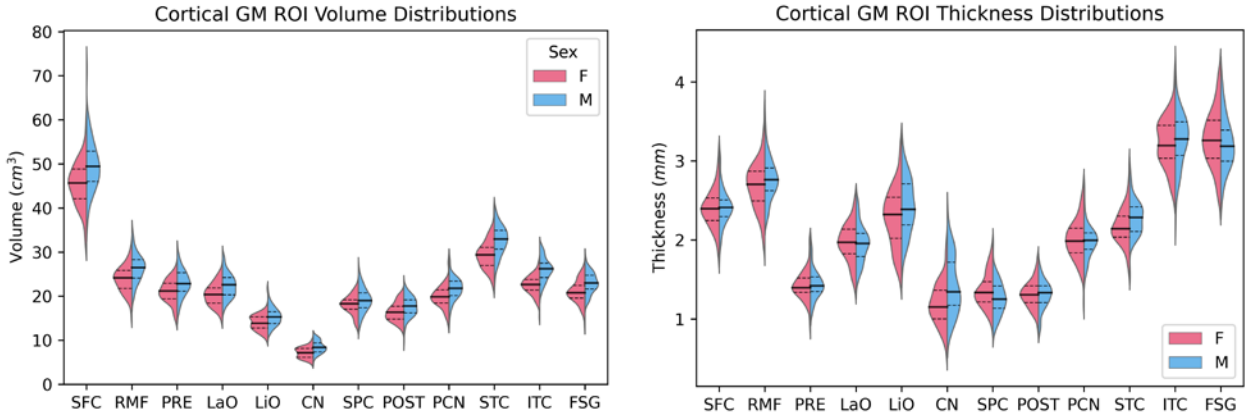 Cortical GM ROI Volume Distributions
80
70
60
50
40
30
20
10
0
Volume (cm³)
Sex
F
M
SFC RMF PRE LaO LiO CN SPC POST PCN STC ITC FSG
Cortical GM ROI Thickness Distributions
4
3
2
1
Thickness (mm)
F
M
SFC RMF PRE LaO LiO CN SPC POST PCN STC ITC FSG